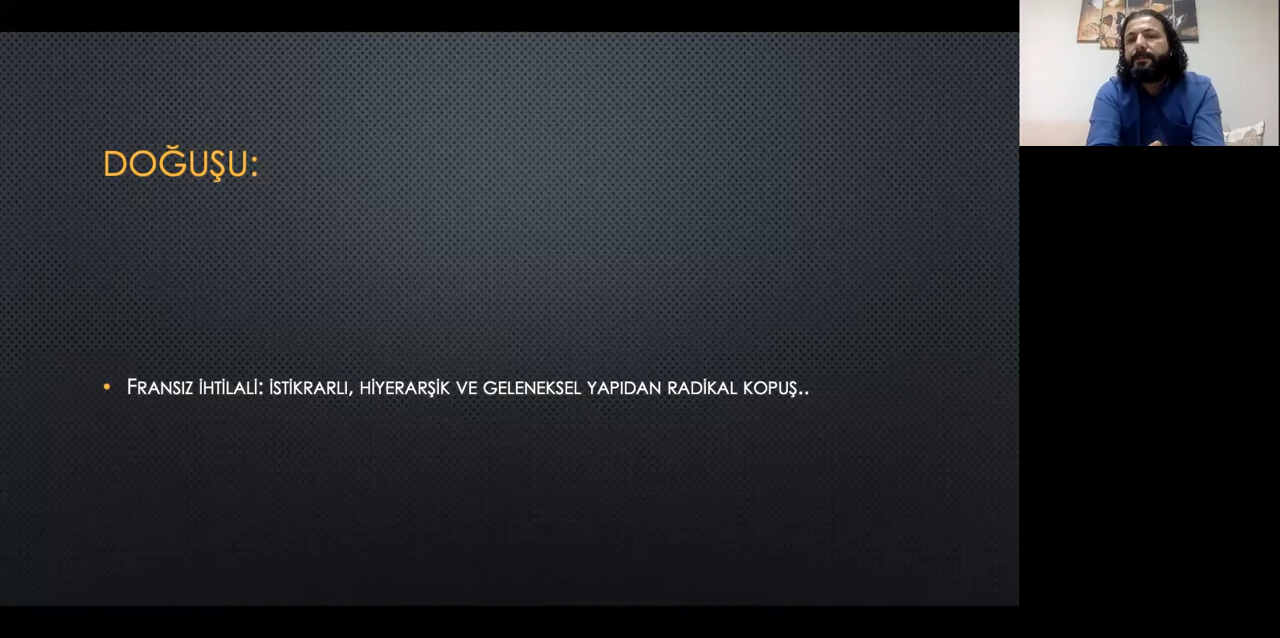 DOĞUŞU:
• FRANSIZ İHTİLALİ: İSTİKRARLI, HİYERARŞİK VE GELENEKSEL YAPIDAN RADİKAL KOPUŞ..